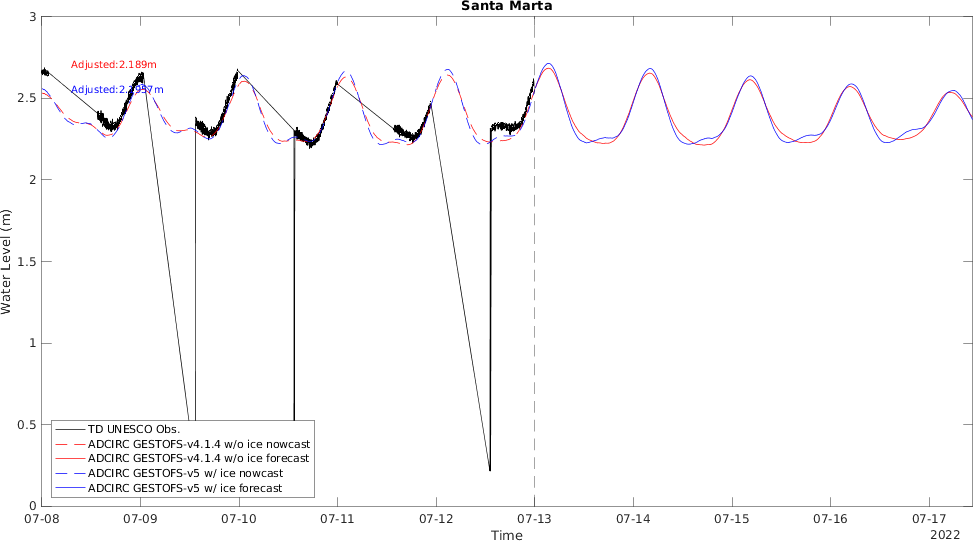 Santa Marta
3
2.5
2
1.5
1
0.5
0
Water Level (m)
Adjusted:2.189m
TD UNESCO Obs.
ADCIRC GESTOFS-v4.1.4 w/o ice nowcast
ADCIRC GESTOFS-v4.1.4 w/o ice forecast
ADCIRC GESTOFS-v5 w/ ice nowcast
ADCIRC GESTOFS-v5 w/ ice forecast
07-08 07-09 07-10 07-11 07-12 07-13 07-14 07-15 07-16 07-17
Time
2022